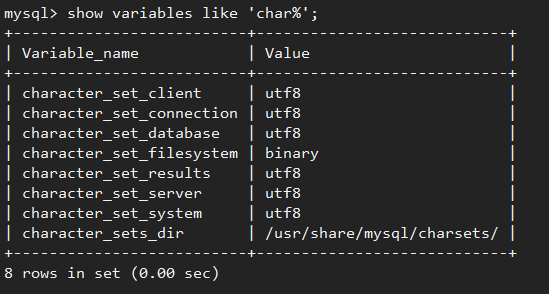 mysql> show variables like 'char%';
+--------------------------+----------------------------+
| Variable_name            | Value                      |
+--------------------------+----------------------------+
| character_set_client     | utf8                       |
| character_set_connection | utf8                       |
| character_set_database   | utf8                       |
| character_set_filesystem | binary                     |
| character_set_results    | utf8                       |
| character_set_server     | utf8                       |
| character_set_system     | utf8                       |
| character_sets_dir       | /usr/share/mysql/charsets/ |
+--------------------------+----------------------------+
8 rows in set (0.00 sec)